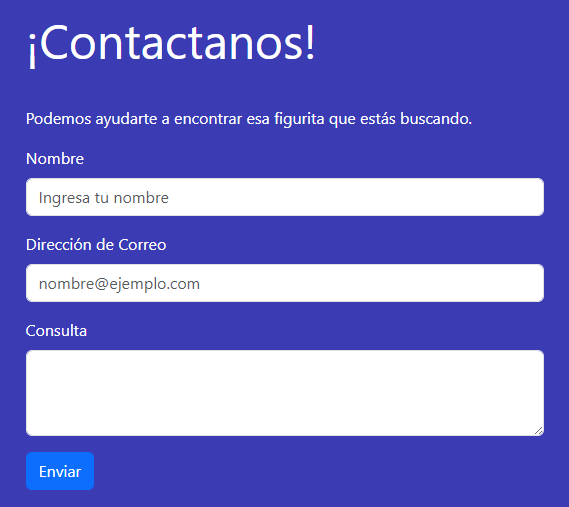 ¡Contactanos!
Podemos ayudarte a encontrar esa figurita que estás buscando.
Nombre
Ingresa tu nombre
Dirección de Correo
nombre@ejemplo.com
Consulta
Enviar